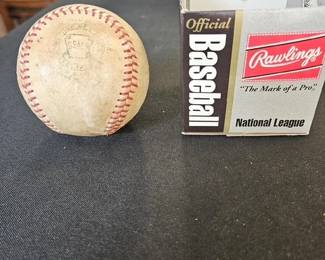 Official
Baseball
Rawlings
"The Mark of a Pro"
National League